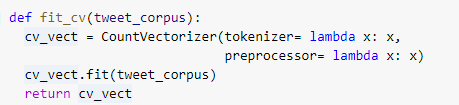 def fit_cv(tweet_corpus):
  cv_vect = CountVectorizer(tokenizer= lambda x: x,
                            preprocessor= lambda x: x)
  cv_vect.fit(tweet_corpus)
  return cv_vect